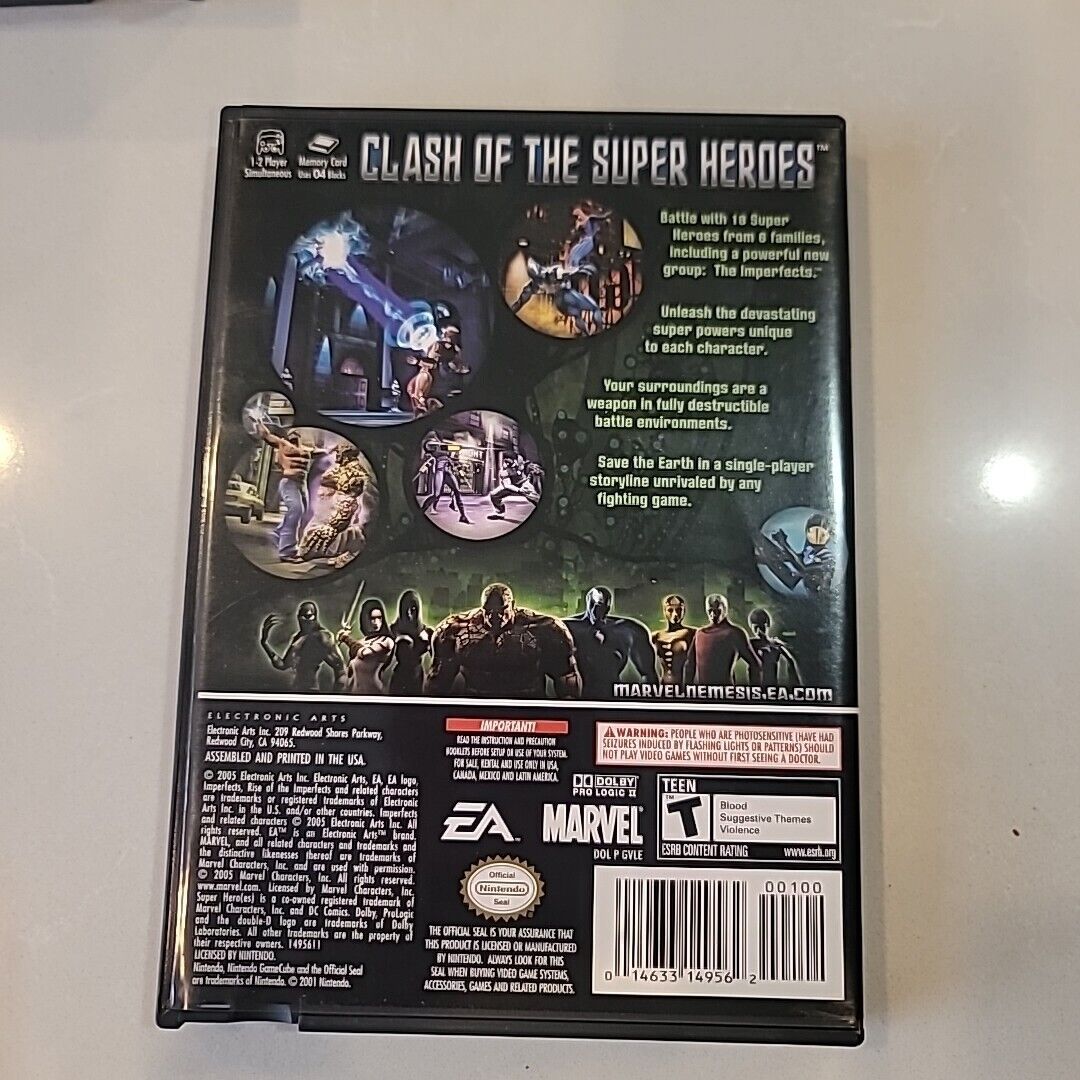 1-2 Player
Simultaneous
Memory Card
Uses 04 Blocks
CLASH OF THE SUPER HEROES™
Battle with 18 Super
Heroes from 6 families,
including a powerful new
group: The Imperfects.™
Unleash the devastating
super powers unique
to each character.
Your surroundings are a
weapon in fully destructible
battle environments.
Save the Earth in a single-player
storyline unrivaled by any
fighting game.
MARVELNEMESIS.EA.COM
ELECTRONIC ARTS
Electronic Arts Inc. 209 Redwood Shores Parkway,
Redwood City, CA 94065.
ASSEMBLED AND PRINTED IN THE USA.
© 2005 Electronic Arts Inc. Electronic Arts, EA, EA logo,
Imperfects, Rise of the Imperfects and related characters
are trademarks or registered trademarks of Electronic
Arts Inc. in the U.S. and/or other countries. Imperfects
and related characters © 2005 Electronic Arts Inc. All
rights reserved. EA™ is an Electronic Arts™ brand.
MARVEL, and all related characters and trademarks and
the distinctive likenesses thereof are trademarks of
Marvel Characters, Inc. and are used with permission.
© 2005 Marvel Characters, Inc. All rights reserved.
www.marvel.com. Licensed by Marvel Characters, Inc.
Super Hero(es) is a co-owned registered trademark of
Marvel Characters, Inc. and DC Comics. Dolby, ProLogic
and the double-D logo are trademarks of Dolby
Laboratories. All other trademarks are the property of
their respective owners. 1495611
LICENSED BY NINTENDO.
Nintendo, Nintendo GameCube and the Official Seal
are trademarks of Nintendo. © 2001 Nintendo.
IMPORTANT!
READ THE INSTRUCTION AND PRECAUTION
BOOKLETS BEFORE SETUP OR USE OF YOUR SYSTEM.
FOR SALE, RENTAL AND USE ONLY IN USA,
CANADA, MEXICO AND LATIN AMERICA.
WARNING: PEOPLE WHO ARE PHOTOSENSITIVE (HAVE HAD
SEIZURES INDUCED BY FLASHING LIGHTS OR PATTERNS) SHOULD
NOT PLAY VIDEO GAMES WITHOUT FIRST SEEING A DOCTOR.
DOLBY
PRO LOGIC II
EA™
MARVEL
DOL P GVLE
TEEN
T
Blood
Suggestive Themes
Violence
ESRB CONTENT RATING www.esrb.org
Official
Nintendo
Seal
THE OFFICIAL SEAL IS YOUR ASSURANCE THAT
THIS PRODUCT IS LICENSED OR MANUFACTURED
BY NINTENDO. ALWAYS LOOK FOR THIS
SEAL WHEN BUYING VIDEO GAME SYSTEMS,
ACCESSORIES, GAMES AND RELATED PRODUCTS.
00100
0 14633 14956 2